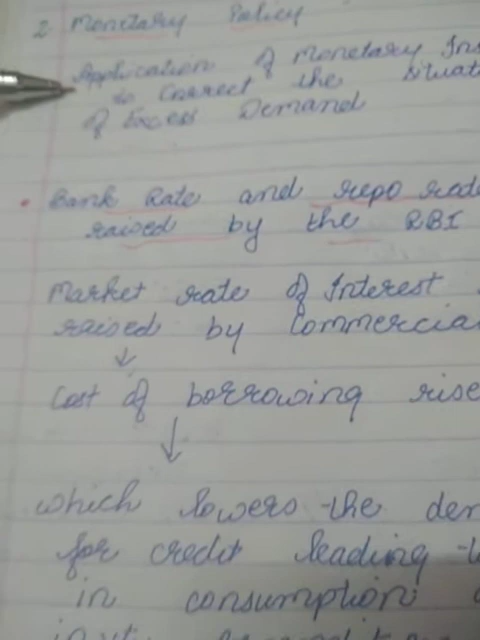 2 Monetary Policy
Application of Monetary Ins
to Correct the Situat
of Excess Demand
• Bank Rate and repo rate
raised by the RBI
Market rate of Interest
raised by Commercia
↓
Cost of borrowing rise
↓
which lowers the dem
for credit leading t
in consumption